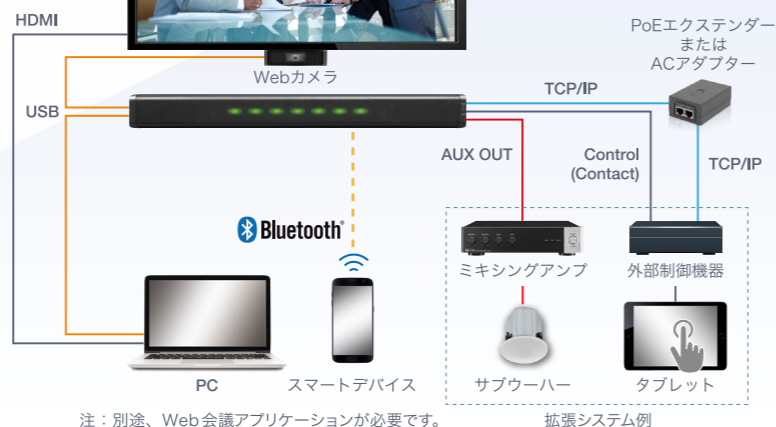 HDMI
PoEエクステンダー
または
ACアダプター
Webカメラ
TCP/IP
USB
AUX OUT
Control
(Contact)
TCP/IP
Bluetooth®
ミキシングアンプ
外部制御機器
PC
スマートデバイス
サブウーハー
タブレット
注：別途、Web会議アプリケーションが必要です。
拡張システム例